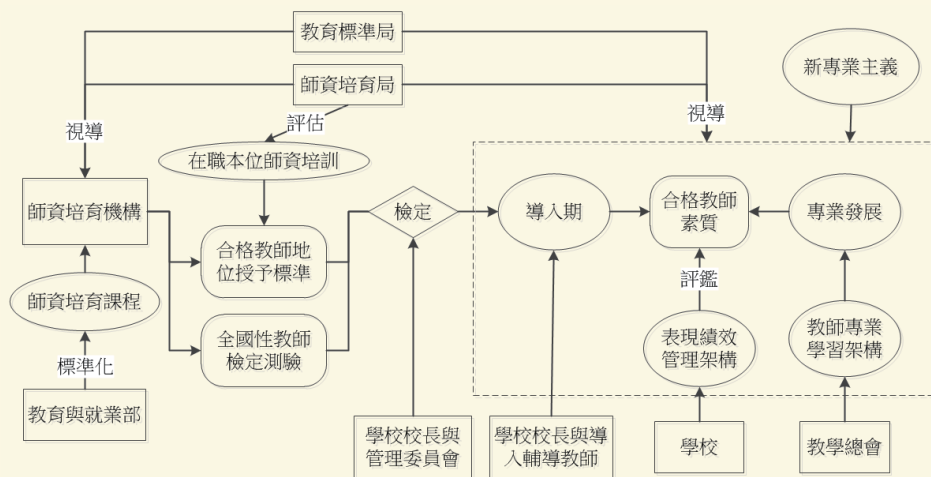 教育標準局
師資培育局
新專業主義
視導
評估
視導
在職本位師資培訓
師資培育機構
檢定
導入期
合格教師
素質
專業發展
合格教師地
位授予標準
評鑑
師資培育課程
全國性教師
檢定測驗
表現績效
管理架構
教師專業
學習架構
標準化
教育與就業部
學校校長與
管理委員會
學校校長與導
入輔導教師
學校
教學總會